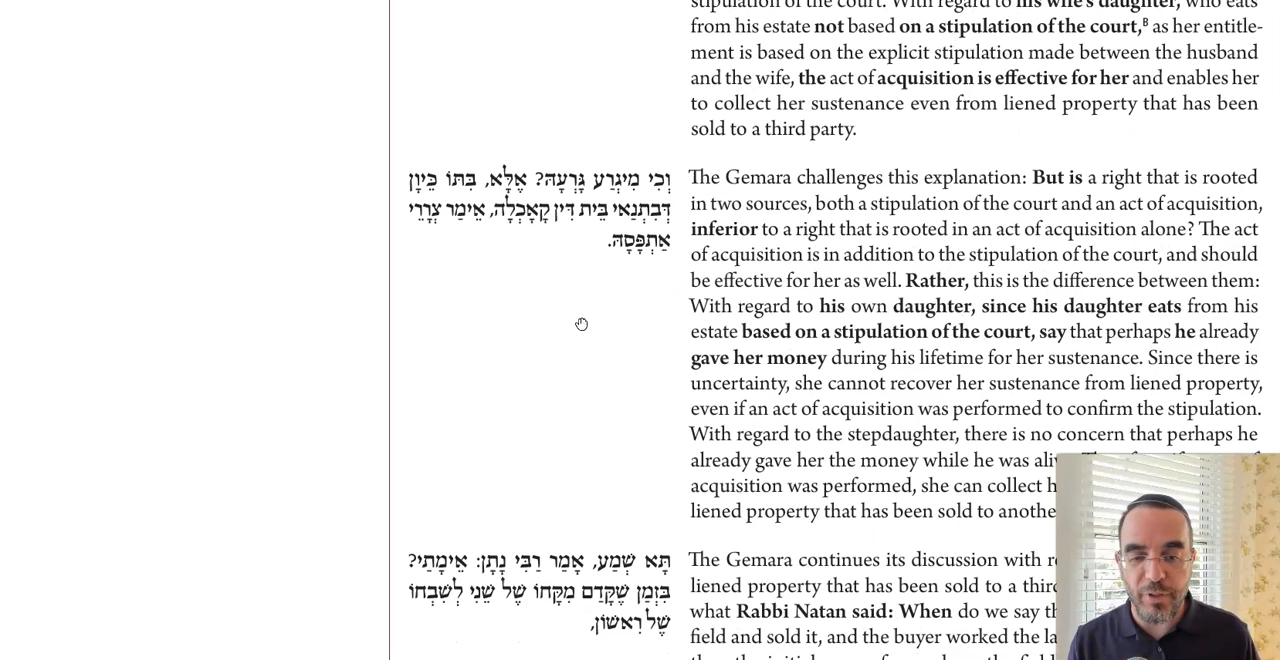 stipulation of the court. With regard to his wife's daughter, who eats
from his estate not based on a stipulation of the court,ᴮ as her entitle-
ment is based on the explicit stipulation made between the husband
and the wife, the act of acquisition is effective for her and enables her
to collect her sustenance even from liened property that has been
sold to a third party.
וְכִי מִיגְרַע גָּרְעָהּ? אֶלָּא, בִּתּוֹ כֵּיוָן
דְּבִתְנַאי בֵּית דִּין קָאָכְלָה, אֵימַר צְרָרֵי
אַתְפְּסָהּ.
The Gemara challenges this explanation: But is a right that is rooted
in two sources, both a stipulation of the court and an act of acquisition,
inferior to a right that is rooted in an act of acquisition alone? The act
of acquisition is in addition to the stipulation of the court, and should
be effective for her as well. Rather, this is the difference between them:
With regard to his own daughter, since his daughter eats from his
estate based on a stipulation of the court, say that perhaps he already
gave her money during his lifetime for her sustenance. Since there is
uncertainty, she cannot recover her sustenance from liened property,
even if an act of acquisition was performed to confirm the stipulation.
With regard to the stepdaughter, there is no concern that perhaps he
already gave her the money while he was
acquisition was performed, she can collect
liened property that has been sold to
תָּא שְׁמַע, אָמַר רַבִּי נָתָן: אֵימָתַי?
בִּזְמַן שֶׁקָּדַם מִקָּחוֹ שֶׁל שֵׁנִי לְשִׁבְחוֹ
שֶׁל רִאשׁוֹן,
The Gemara continues its discussion with
liened property that has been sold to a
what Rabbi Natan said: When do we say
field and sold it, and the buyer worked the